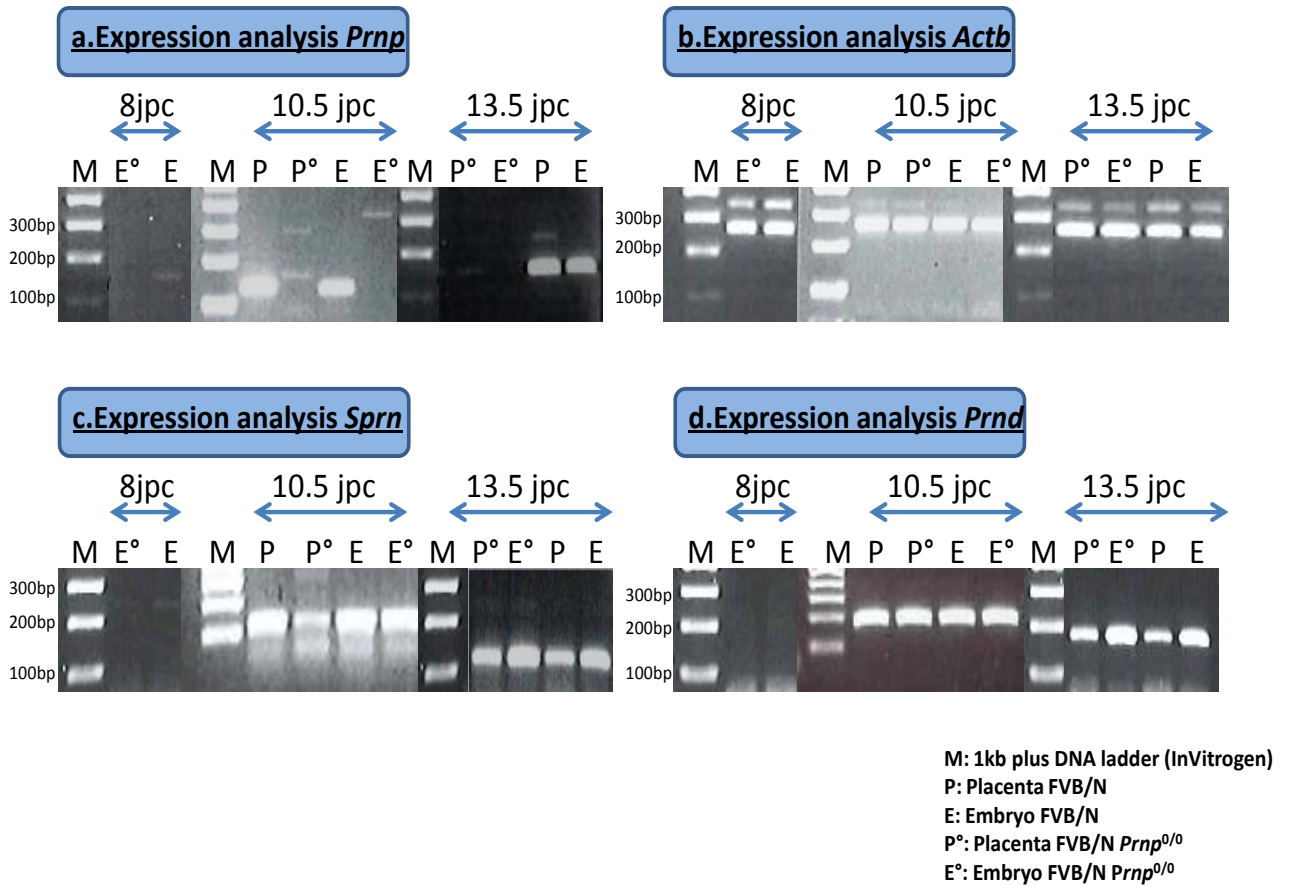 a.Expression analysis Prnp
8jpc 10.5 jpc 13.5 jpc
M E° E M P P° E E° M P° E° P E
300bp
200bp
100bp
b.Expression analysis Actb
8jpc 10.5 jpc 13.5 jpc
M E° E M P P° E E° M P° E° P E
300bp
200bp
100bp
c.Expression analysis Sprn
8jpc 10.5 jpc 13.5 jpc
M E° E M P P° E E° M P° E° P E
300bp
200bp
100bp
d.Expression analysis Prnd
8jpc 10.5 jpc 13.5 jpc
M E° E M P P° E E° M P° E° P E
300bp
200bp
100bp
M: 1kb plus DNA ladder (InVitrogen)
P: Placenta FVB/N
E: Embryo FVB/N
P°: Placenta FVB/N Prnp0/0
E°: Embryo FVB/N Prnp0/0